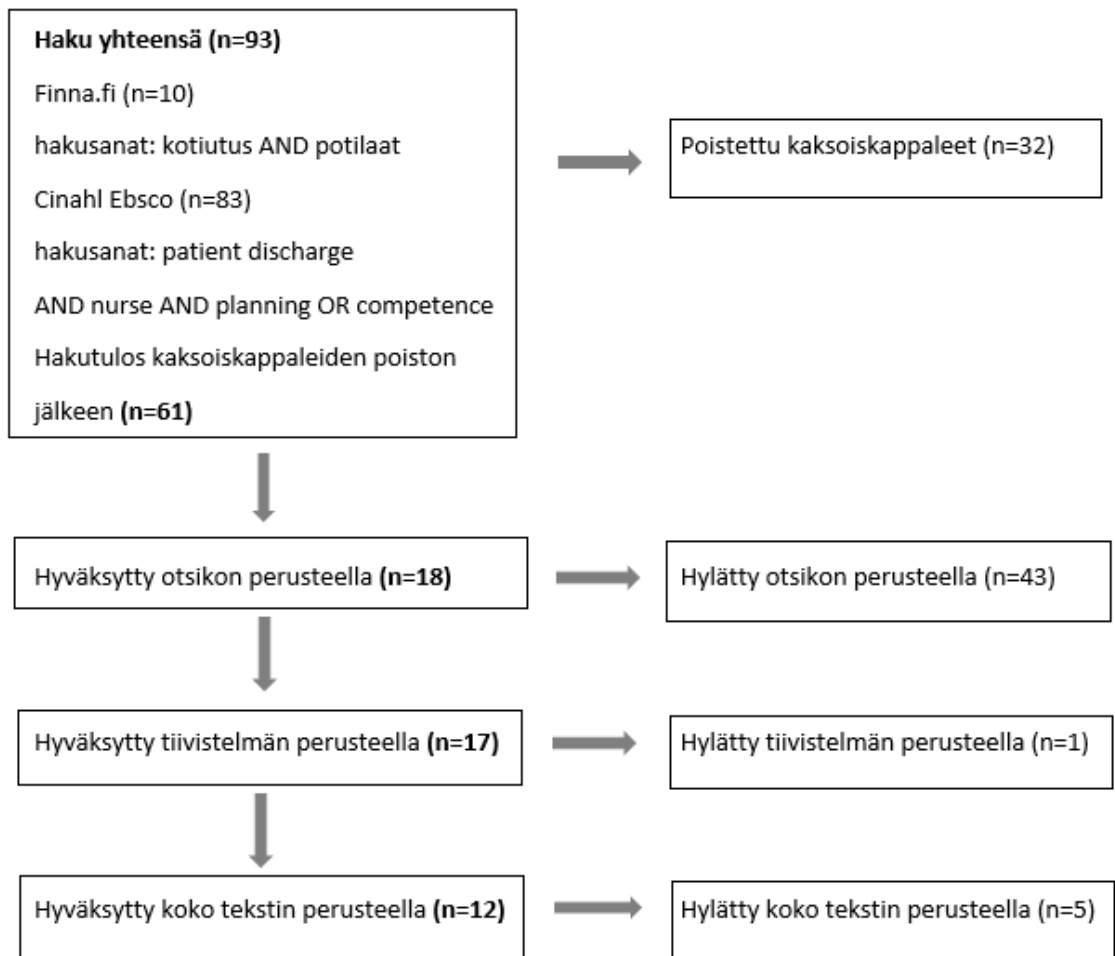 Haku yhteensä (n=93)
Finna.fi (n=10)
hakusanat: kotiutus AND potilaat
Cinahl Ebsco (n=83)
hakusanat: patient discharge
AND nurse AND planning OR competence
Hakutulos kaksoiskappaleiden poiston
jälkeen (n=61)
Poistettu kaksoiskappaleet (n=32)
Hyväksytty otsikon perusteella (n=18)
Hylätty otsikon perusteella (n=43)
Hyväksytty tiivistelmän perusteella (n=17)
Hylätty tiivistelmän perusteella (n=1)
Hyväksytty koko tekstin perusteella (n=12)
Hylätty koko tekstin perusteella (n=5)